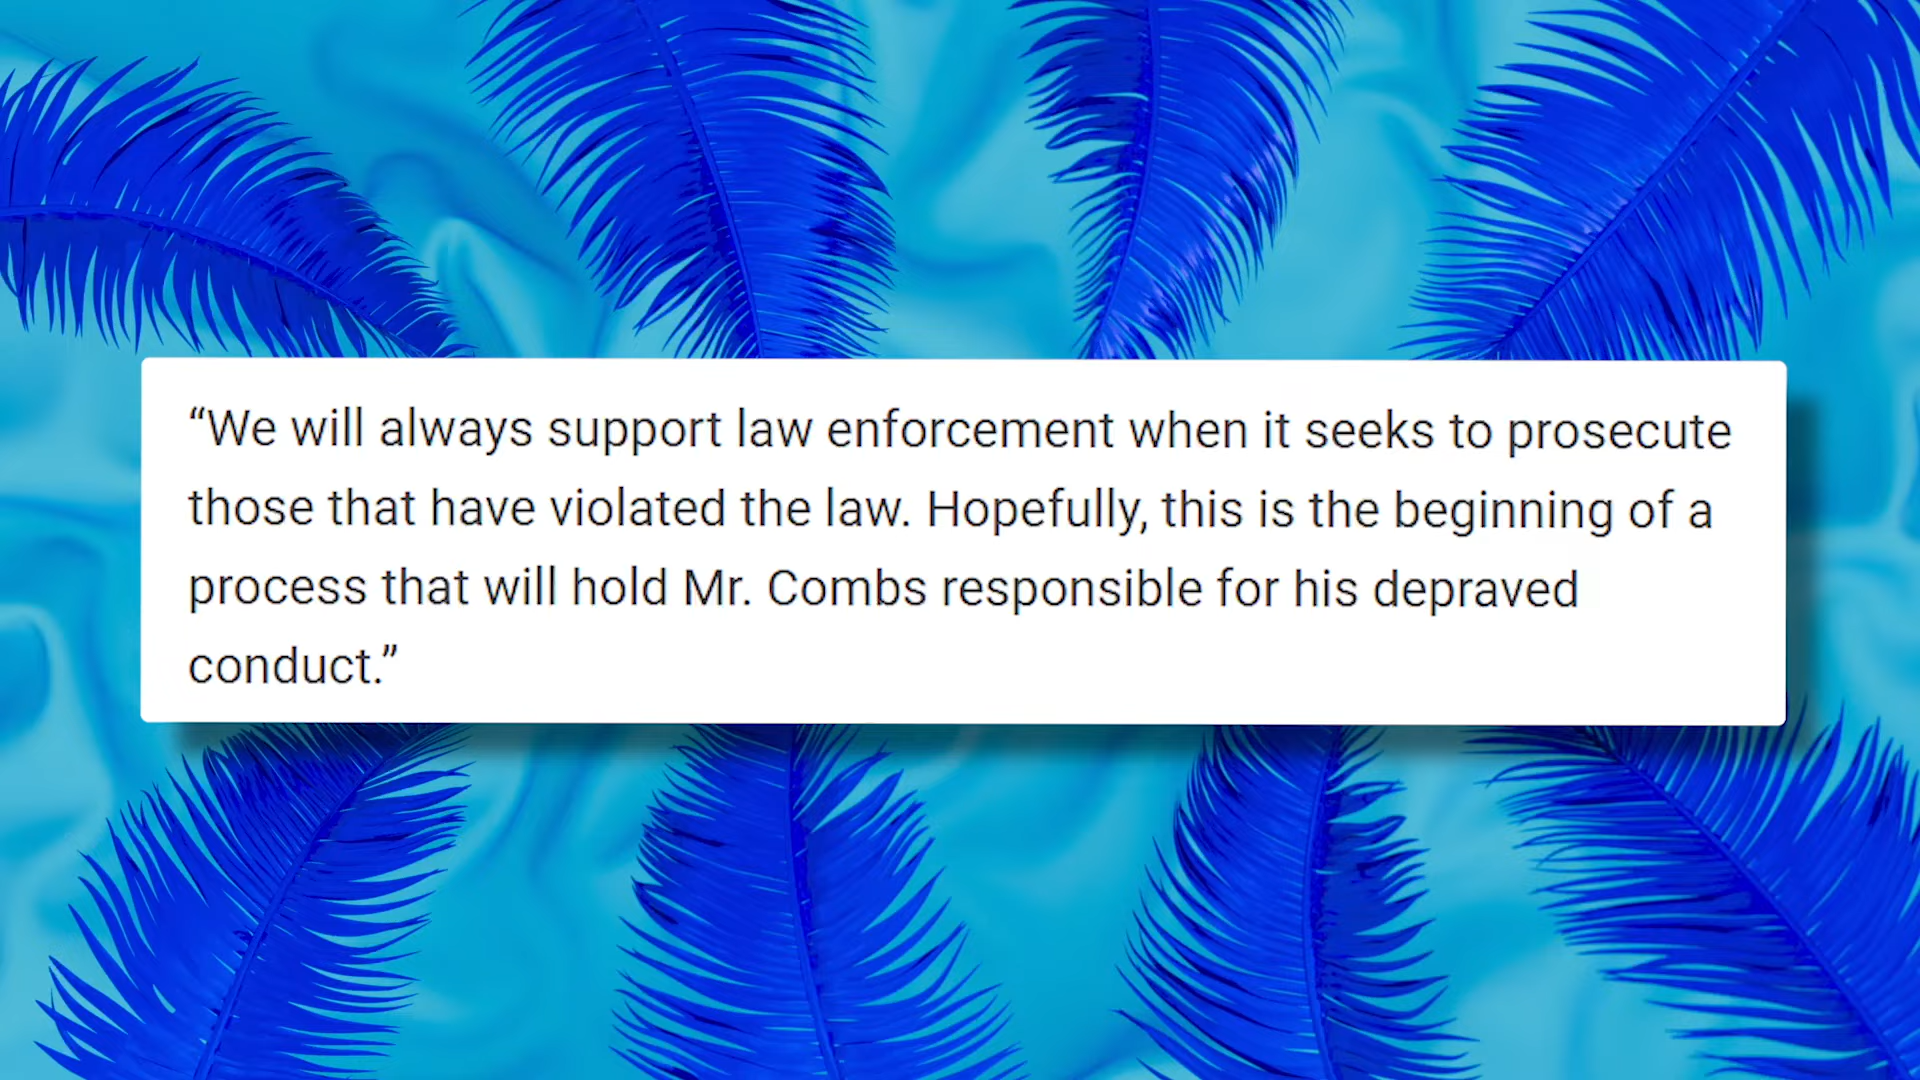 “We will always support law enforcement when it seeks to prosecute
those that have violated the law. Hopefully, this is the beginning of a
process that will hold Mr. Combs responsible for his depraved
conduct.”